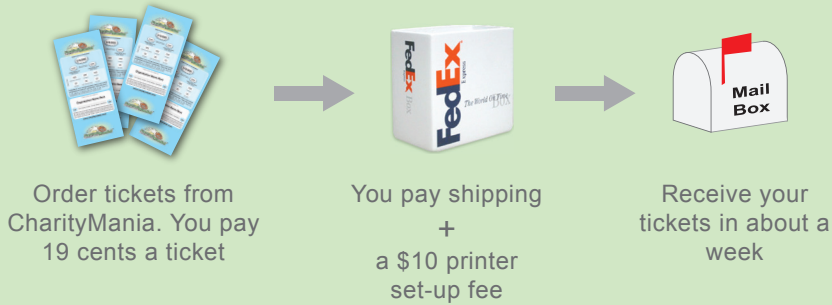 FedEx
Express
FedEx
Box
The World On Time
BOX
Mail
Box
Order tickets from
CharityMania. You pay
19 cents a ticket
You pay shipping
+
a $10 printer
set-up fee
Receive your
tickets in about a
week